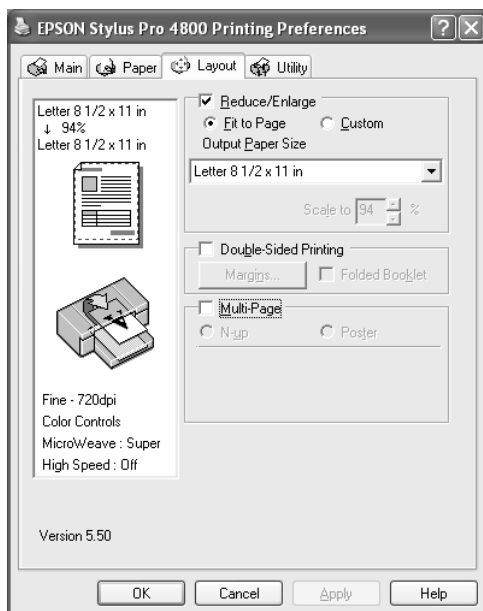 EPSON Stylus Pro 4800 Printing Preferences
Main Paper Layout Utility
Letter 8 1/2 x 11 in
↓ 94%
Letter 8 1/2 x 11 in
Fine - 720dpi
Color Controls
MicroWeave : Super
High Speed : Off
Version 5.50
Reduce/Enlarge
Fit to Page Custom
Output Paper Size
Letter 8 1/2 x 11 in
Scale to 94 %
Double-Sided Printing
Margins... Folded Booklet
Multi-Page
N-up Poster
OK Cancel Apply Help